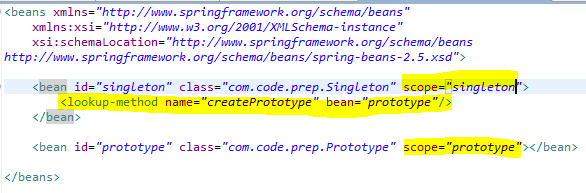 <beans xmlns="http://www.springframework.org/schema/beans"
xmlns:xsi="http://www.w3.org/2001/XMLSchema-instance"
xsi:schemaLocation="http://www.springframework.org/schema/beans
http://www.springframework.org/schema/beans/spring-beans-2.5.xsd">
<bean id="singleton" class="com.code.prep.Singleton" scope="singleton">
<lookup-method name="createPrototype" bean="prototype"/>
</bean>
<bean id="prototype" class="com.code.prep.Prototype" scope="prototype"></bean>
</beans>